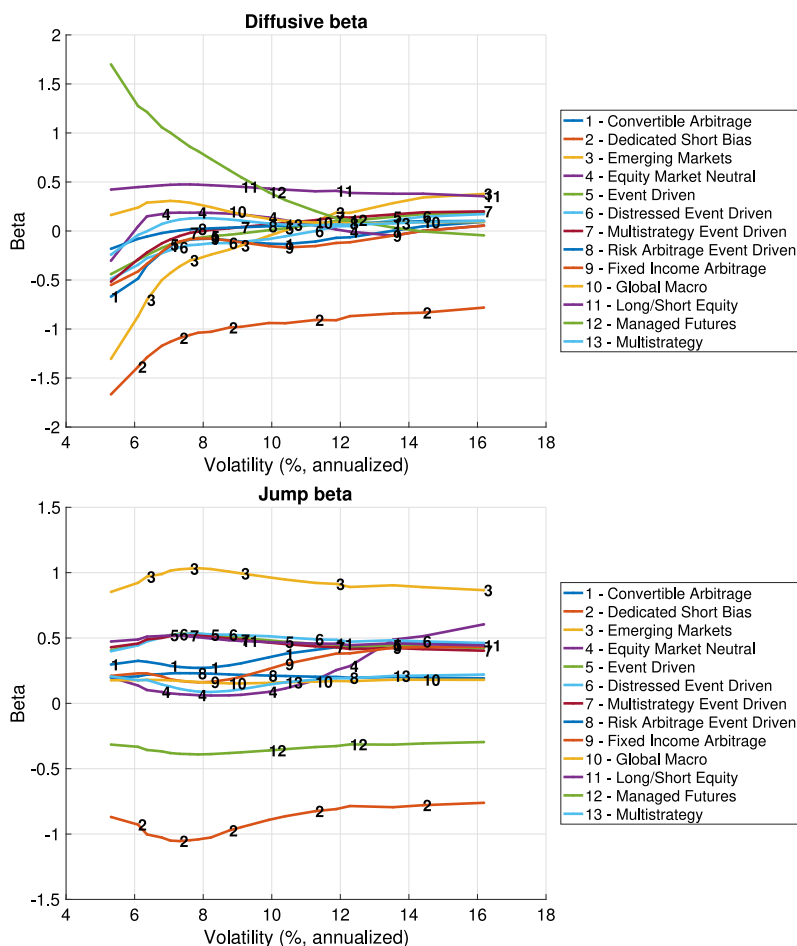 Diffusive beta
2
1.5
1
0.5
0
-0.5
-1
-1.5
-2
Beta
4 6 8 10 12 14 16 18
Volatility (%, annualized)
1 - Convertible Arbitrage
2 - Dedicated Short Bias
3 - Emerging Markets
4 - Equity Market Neutral
5 - Event Driven
6 - Distressed Event Driven
7 - Multistrategy Event Driven
8 - Risk Arbitrage Event Driven
9 - Fixed Income Arbitrage
10 - Global Macro
11 - Long/Short Equity
12 - Managed Futures
13 - Multistrategy
Jump beta
1.5
1
0.5
0
-0.5
-1
-1.5
Beta
4 6 8 10 12 14 16 18
Volatility (%, annualized)
1 - Convertible Arbitrage
2 - Dedicated Short Bias
3 - Emerging Markets
4 - Equity Market Neutral
5 - Event Driven
6 - Distressed Event Driven
7 - Multistrategy Event Driven
8 - Risk Arbitrage Event Driven
9 - Fixed Income Arbitrage
10 - Global Macro
11 - Long/Short Equity
12 - Managed Futures
13 - Multistrategy